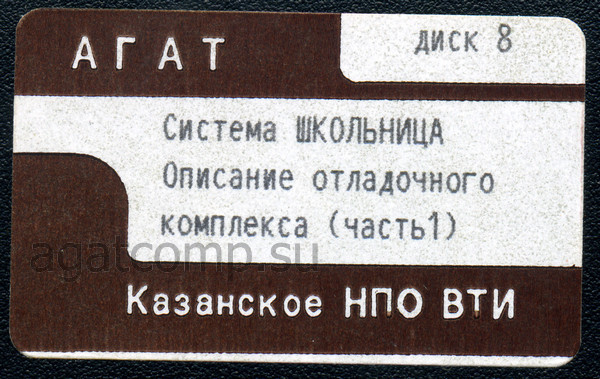 АГАТ
диск 8
Система ШКОЛЬНИЦА
Описание отладочного
комплекса (часть1)
agatcomp.su
Казанское НПО ВТИ